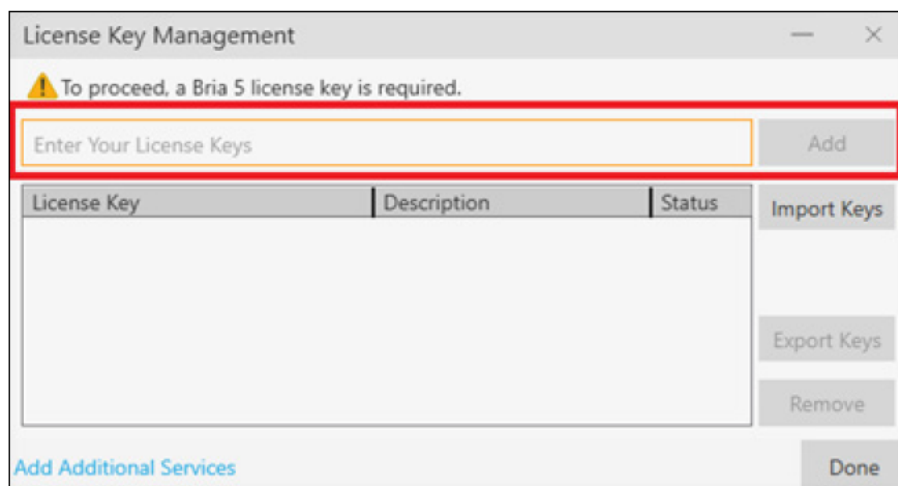 License Key Management
To proceed, a Bria 5 license key is required.
Enter Your License Keys Add
License Key Description Status Import Keys
Export Keys
Remove
Add Additional Services Done